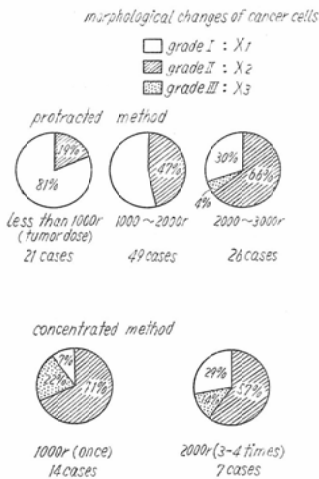 morphological changes of cancer cells
grade I : X1
grade II : X2
grade III : X3
protracted method
19%
81%
47%
30%
66%
4%
less than 1000r
(tumor dose)
1000~2000r
2000~3000r
21 cases
49 cases
26 cases
concentrated method
7%
22%
71%
29%
14%
57%
1000r (once)
2000r (3-4 times)
14 cases
7 cases